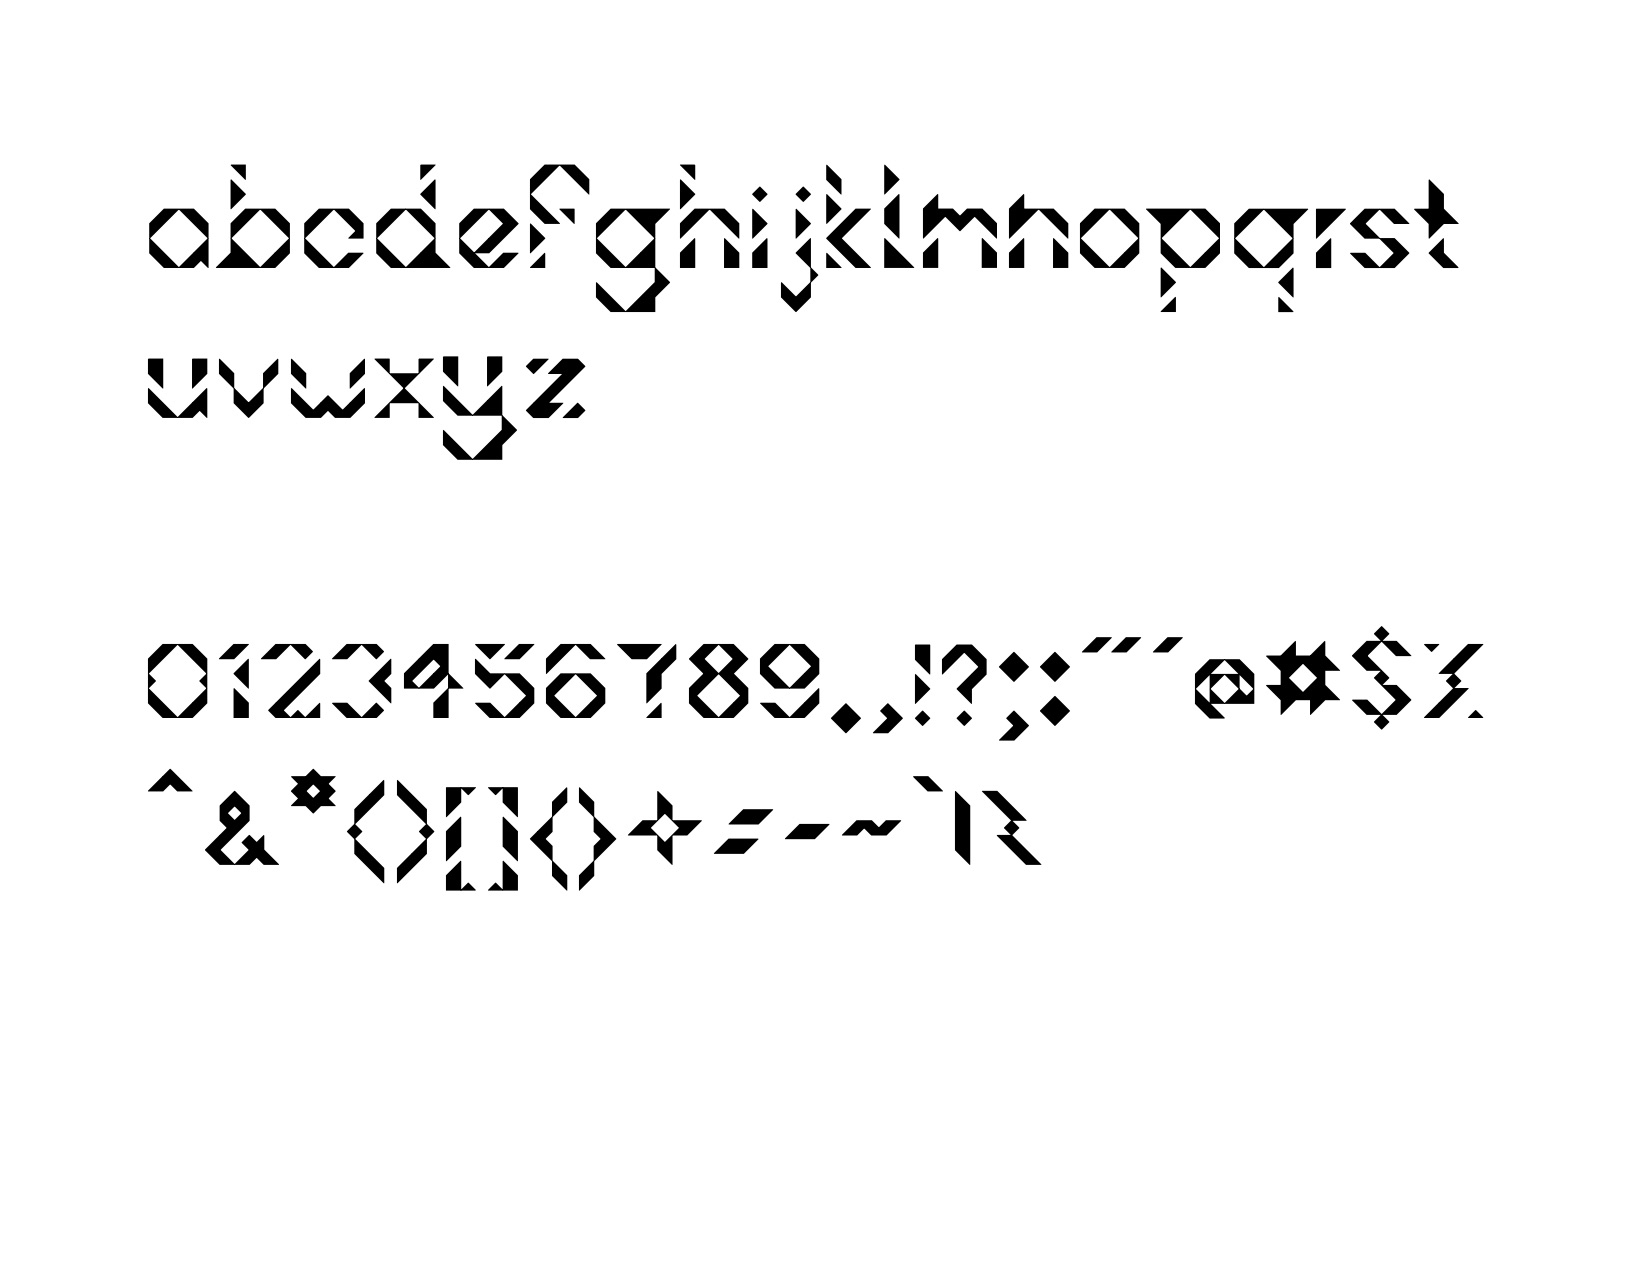 abcdefghijklmnopqrst
uvwxyz
0123456789.,!?;:"'@#$%
^&*()[]{}+=-~`|\